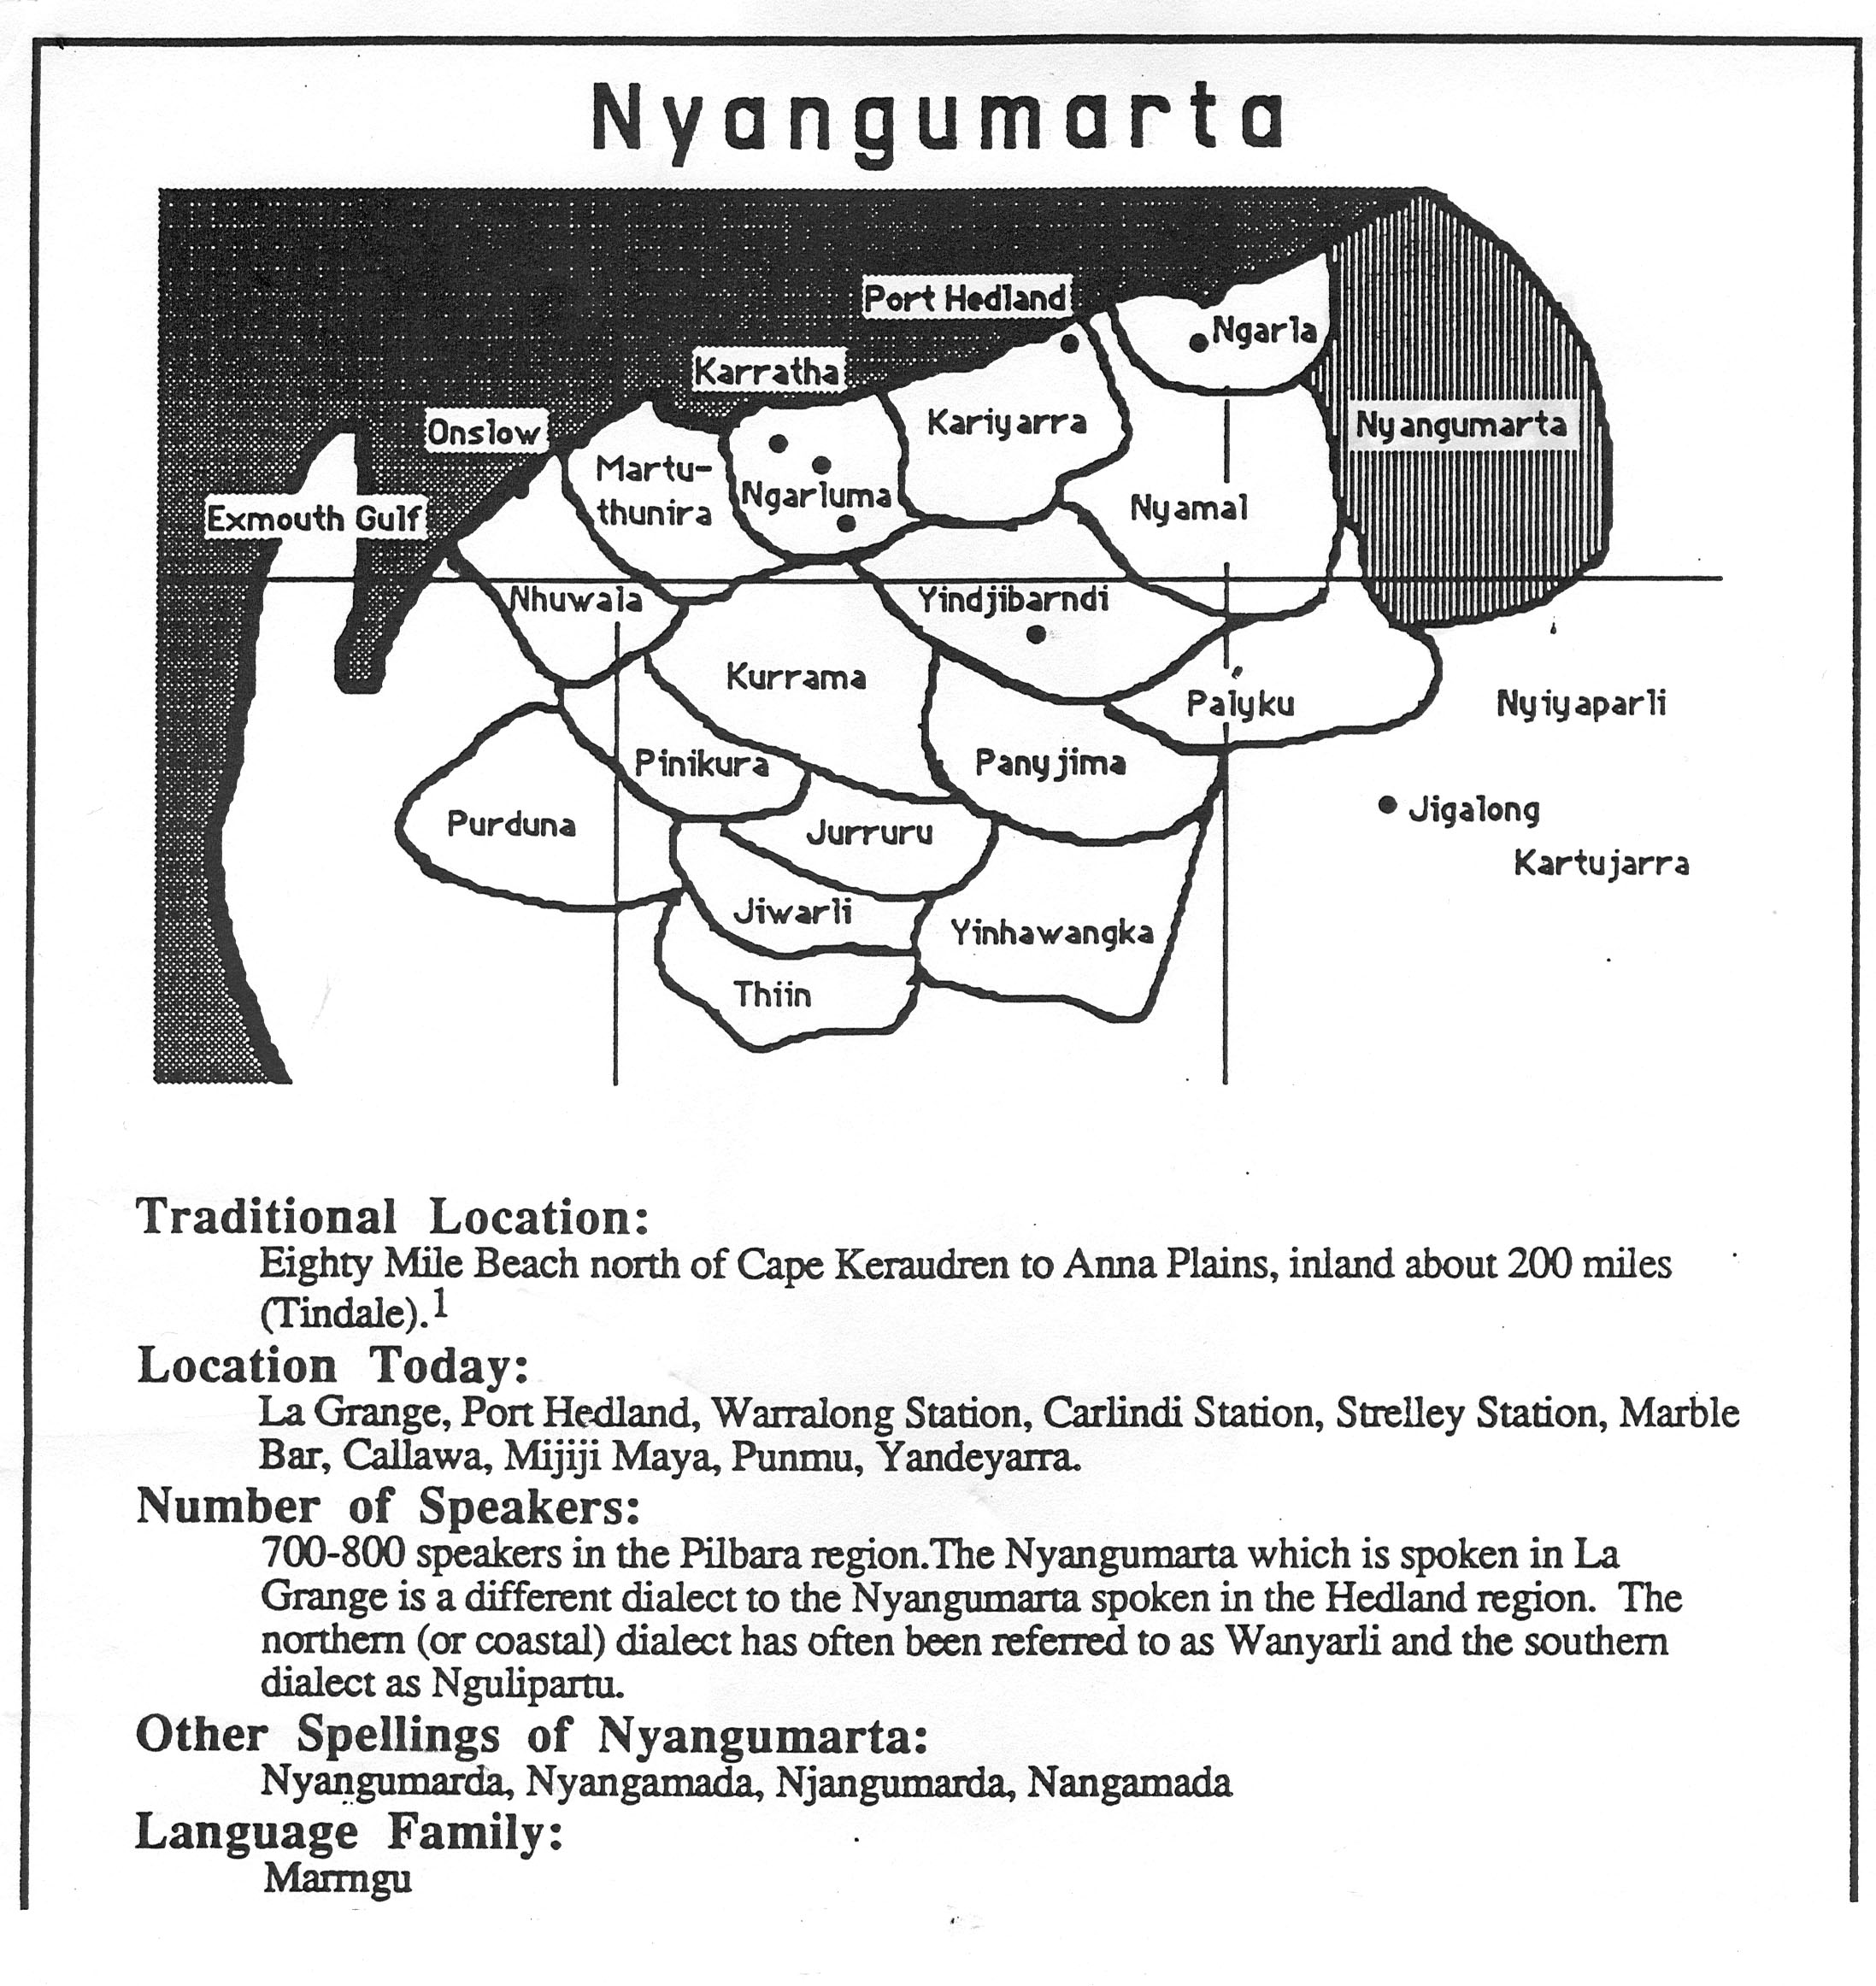 Nyangumarta
Port Hedland
Ngarla
Karratha
Kariyarra
Nyangumarta
Onslow
Martu-
thunira
Ngarluma
Nyamal
Exmouth Gulf
Nhuwala
Yindjibarndi
Kurrama
Palyku
Nyiyaparli
Pinikura
Panyjima
Purduna
Jurruru
Jigalong
Kartujarra
Jiwarli
Yinhawangka
Thiin
Traditional Location:
Eighty Mile Beach north of Cape Keraudren to Anna Plains, inland about 200 miles
(Tindale).1
Location Today:
La Grange, Port Hedland, Warralong Station, Carlindi Station, Strelley Station, Marble
Bar, Callawa, Mijiji Maya, Punmu, Yandeyarra.
Number of Speakers:
700-800 speakers in the Pilbara region.The Nyangumarta which is spoken in La
Grange is a different dialect to the Nyangumarta spoken in the Hedland region. The
northern (or coastal) dialect has often been referred to as Wanyarli and the southern
dialect as Ngulipartu.
Other Spellings of Nyangumarta:
Nyangumarda, Nyangamada, Njangumarda, Nangamada
Language Family:
Marrngu